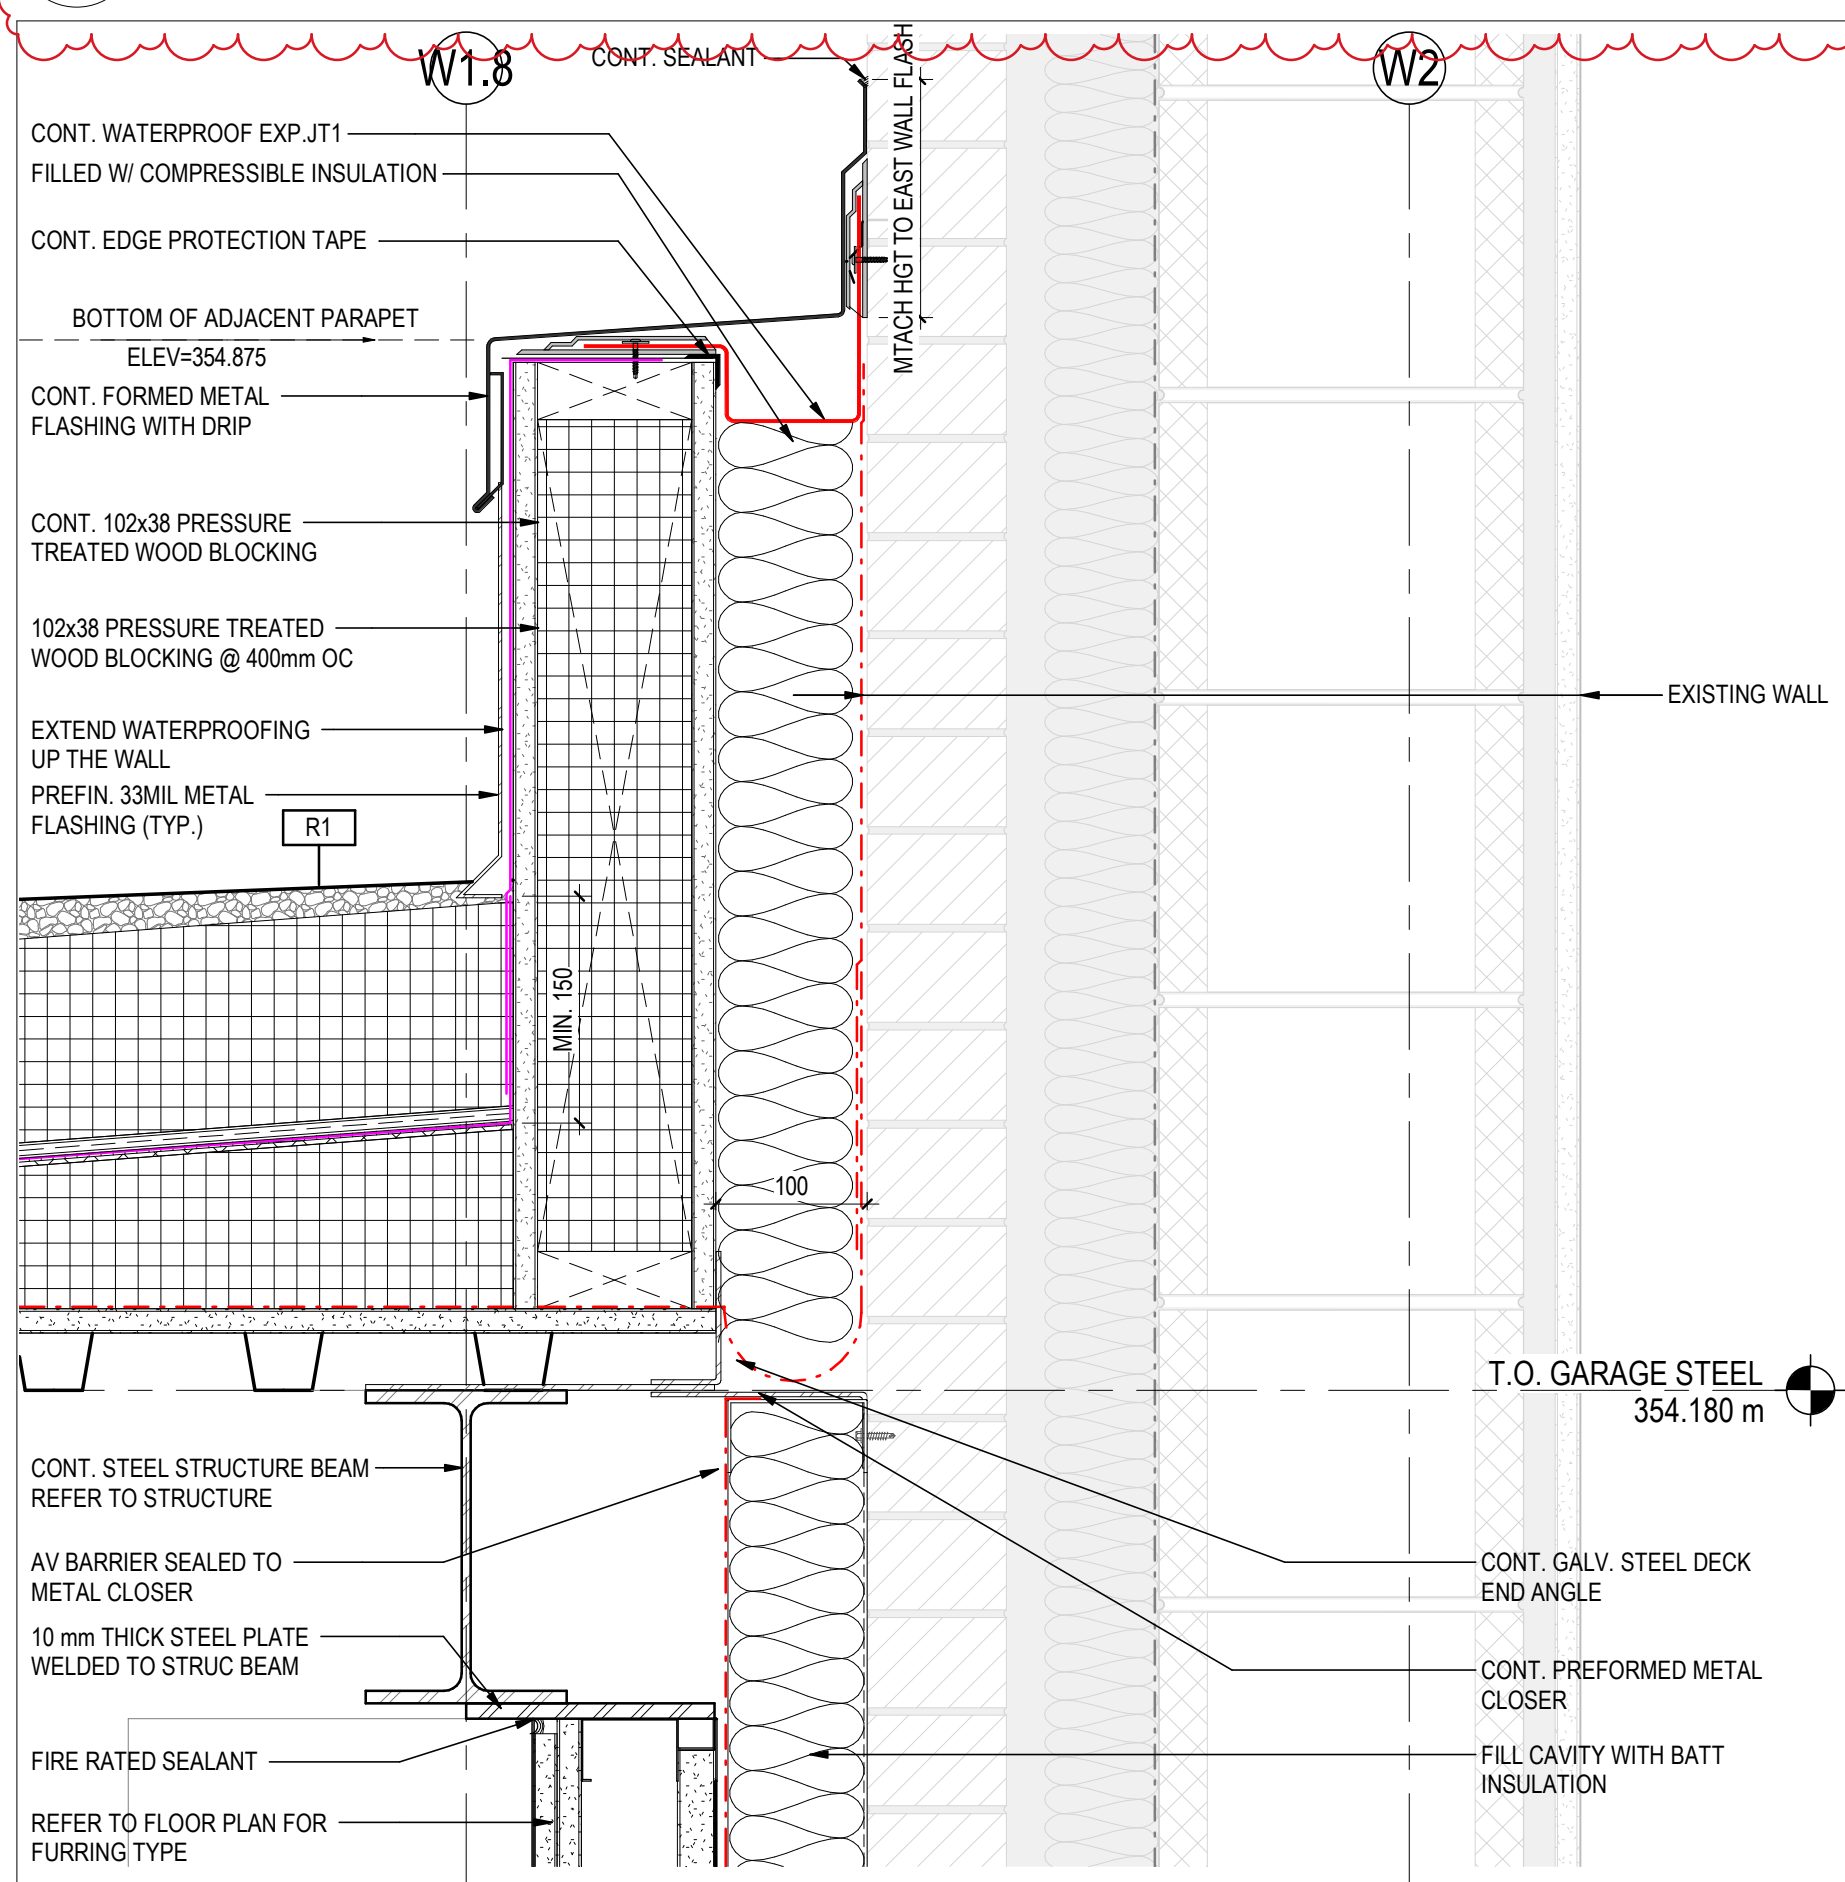 W1.8
CONT. SEALANT
W2
MTACH HGT TO EAST WALL FLASH
CONT. WATERPROOF EXP.JT1
FILLED W/ COMPRESSIBLE INSULATION
CONT. EDGE PROTECTION TAPE
BOTTOM OF ADJACENT PARAPET
ELEV=354.875
CONT. FORMED METAL
FLASHING WITH DRIP
CONT. 102x38 PRESSURE
TREATED WOOD BLOCKING
102x38 PRESSURE TREATED
WOOD BLOCKING @ 400mm OC
EXISTING WALL
EXTEND WATERPROOFING
UP THE WALL
PREFIN. 33MIL METAL
FLASHING (TYP.)
R1
MIN. 150
100
T.O. GARAGE STEEL
354.180 m
CONT. STEEL STRUCTURE BEAM
REFER TO STRUCTURE
AV BARRIER SEALED TO
METAL CLOSER
10 mm THICK STEEL PLATE
WELDED TO STRUC BEAM
FIRE RATED SEALANT
REFER TO FLOOR PLAN FOR
FURRING TYPE
CONT. GALV. STEEL DECK
END ANGLE
CONT. PREFORMED METAL
CLOSER
FILL CAVITY WITH BATT
INSULATION